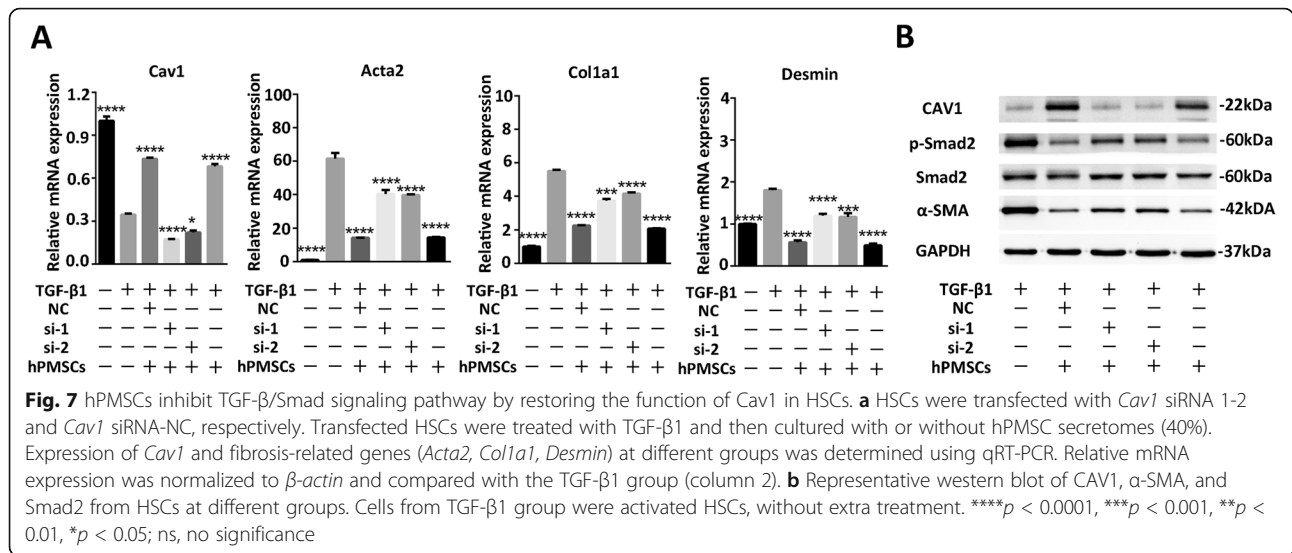 A
B
Cav1
Relative mRNA expression
1.2
0.9
0.6
0.3
0.0
****
****
****
*
****
TGF-β1 − + + + + +
NC − − + − − −
si-1 − − − + − −
si-2 − − − − + −
hPMSCs − − + + + +
Acta2
Relative mRNA expression
100
80
60
40
20
0
****
****
****
****
****
TGF-β1 − + + + + +
NC − − + − − −
si-1 − − − + − −
si-2 − − − − + −
hPMSCs − − + + + +
Col1a1
Relative mRNA expression
8
6
4
2
0
****
****
***
****
****
TGF-β1 − + + + + +
NC − − + − − −
si-1 − − − + − −
si-2 − − − − + −
hPMSCs − − + + + +
Desmin
Relative mRNA expression
4
3
2
1
0
****
****
****
***
****
TGF-β1 − + + + + +
NC − − + − − −
si-1 − − − + − −
si-2 − − − − + −
hPMSCs − − + + + +
CAV1 -22kDa
p-Smad2 -60kDa
Smad2 -60kDa
α-SMA -42kDA
GAPDH -37kDa
TGF-β1 + + + + +
NC − + − − −
si-1 − − + − −
si-2 − − − + −
hPMSCs − + + + +
Fig. 7 hPMSCs inhibit TGF-β/Smad signaling pathway by restoring the function of Cav1 in HSCs. a HSCs were transfected with Cav1 siRNA 1-2
and Cav1 siRNA-NC, respectively. Transfected HSCs were treated with TGF-β1 and then cultured with or without hPMSC secretomes (40%).
Expression of Cav1 and fibrosis-related genes (Acta2, Col1a1, Desmin) at different groups was determined using qRT-PCR. Relative mRNA
expression was normalized to β-actin and compared with the TGF-β1 group (column 2). b Representative western blot of CAV1, α-SMA, and
Smad2 from HSCs at different groups. Cells from TGF-β1 group were activated HSCs, without extra treatment. ****p < 0.0001, ***p < 0.001, **p <
0.01, *p < 0.05; ns, no significance